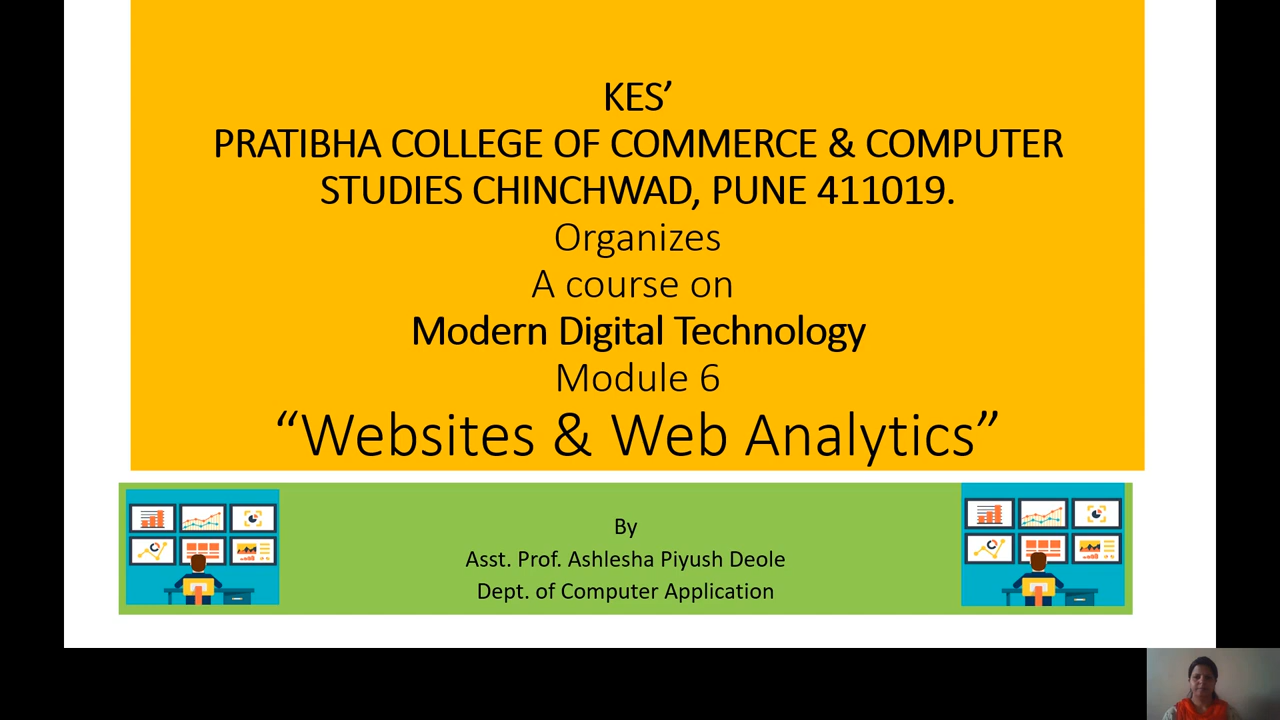 KES’
PRATIBHA COLLEGE OF COMMERCE & COMPUTER
STUDIES CHINCHWAD, PUNE 411019.
Organizes
A course on
Modern Digital Technology
Module 6
“Websites & Web Analytics”
By
Asst. Prof. Ashlesha Piyush Deole
Dept. of Computer Application